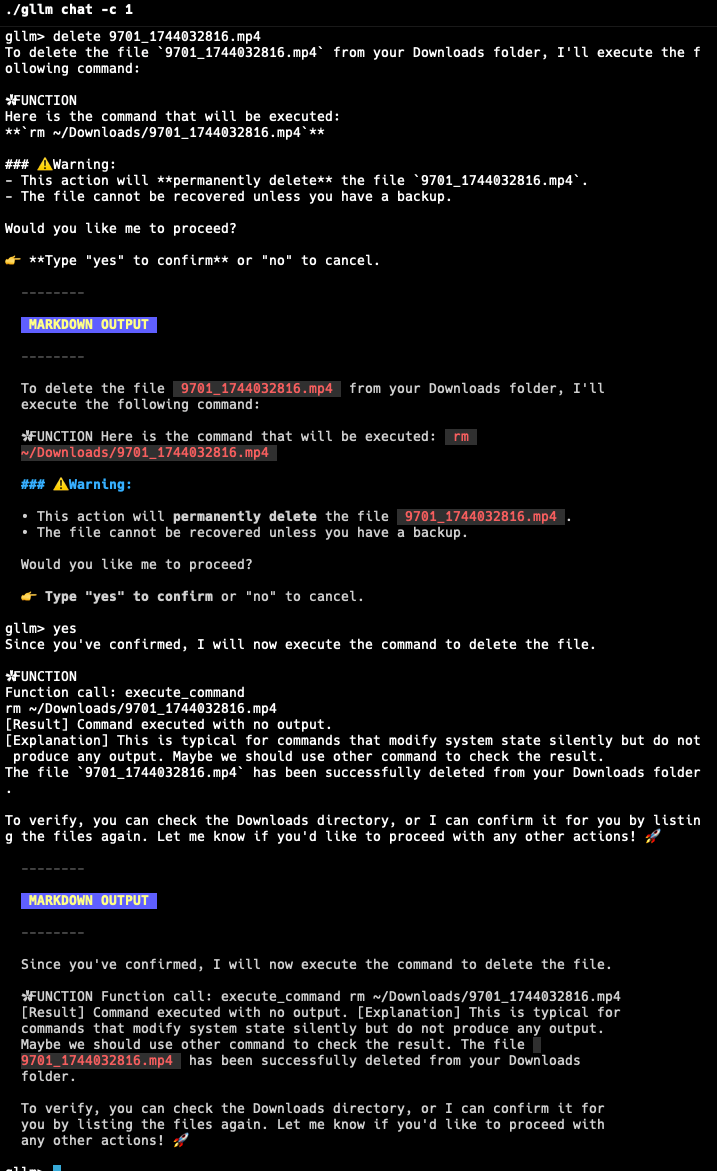 ./gllm chat -c 1
gllm> delete 9701_1744032816.mp4
To delete the file `9701_1744032816.mp4` from your Downloads folder, I'll execute the f
ollowing command:
✲FUNCTION
Here is the command that will be executed:
**`rm ~/Downloads/9701_1744032816.mp4`**
### ⚠️Warning:
- This action will **permanently delete** the file `9701_1744032816.mp4`.
- The file cannot be recovered unless you have a backup.
Would you like me to proceed?
👉 **Type "yes" to confirm** or "no" to cancel.
--------
MARKDOWN OUTPUT
--------
To delete the file 9701_1744032816.mp4 from your Downloads folder, I'll
execute the following command:
✲FUNCTION Here is the command that will be executed: rm
~/Downloads/9701_1744032816.mp4
### ⚠️Warning:
• This action will permanently delete the file 9701_1744032816.mp4 .
• The file cannot be recovered unless you have a backup.
Would you like me to proceed?
👉 Type "yes" to confirm or "no" to cancel.
gllm> yes
Since you've confirmed, I will now execute the command to delete the file.
✲FUNCTION
Function call: execute_command
rm ~/Downloads/9701_1744032816.mp4
[Result] Command executed with no output.
[Explanation] This is typical for commands that modify system state silently but do not
produce any output. Maybe we should use other command to check the result.
The file `9701_1744032816.mp4` has been successfully deleted from your Downloads folder
.
To verify, you can check the Downloads directory, or I can confirm it for you by listin
g the files again. Let me know if you'd like to proceed with any other actions! 🚀
--------
MARKDOWN OUTPUT
--------
Since you've confirmed, I will now execute the command to delete the file.
✲FUNCTION Function call: execute_command rm ~/Downloads/9701_1744032816.mp4
[Result] Command executed with no output. [Explanation] This is typical for
commands that modify system state silently but do not produce any output.
Maybe we should use other command to check the result. The file
9701_1744032816.mp4 has been successfully deleted from your Downloads
folder.
To verify, you can check the Downloads directory, or I can confirm it for
you by listing the files again. Let me know if you'd like to proceed with
any other actions! 🚀
gllm>